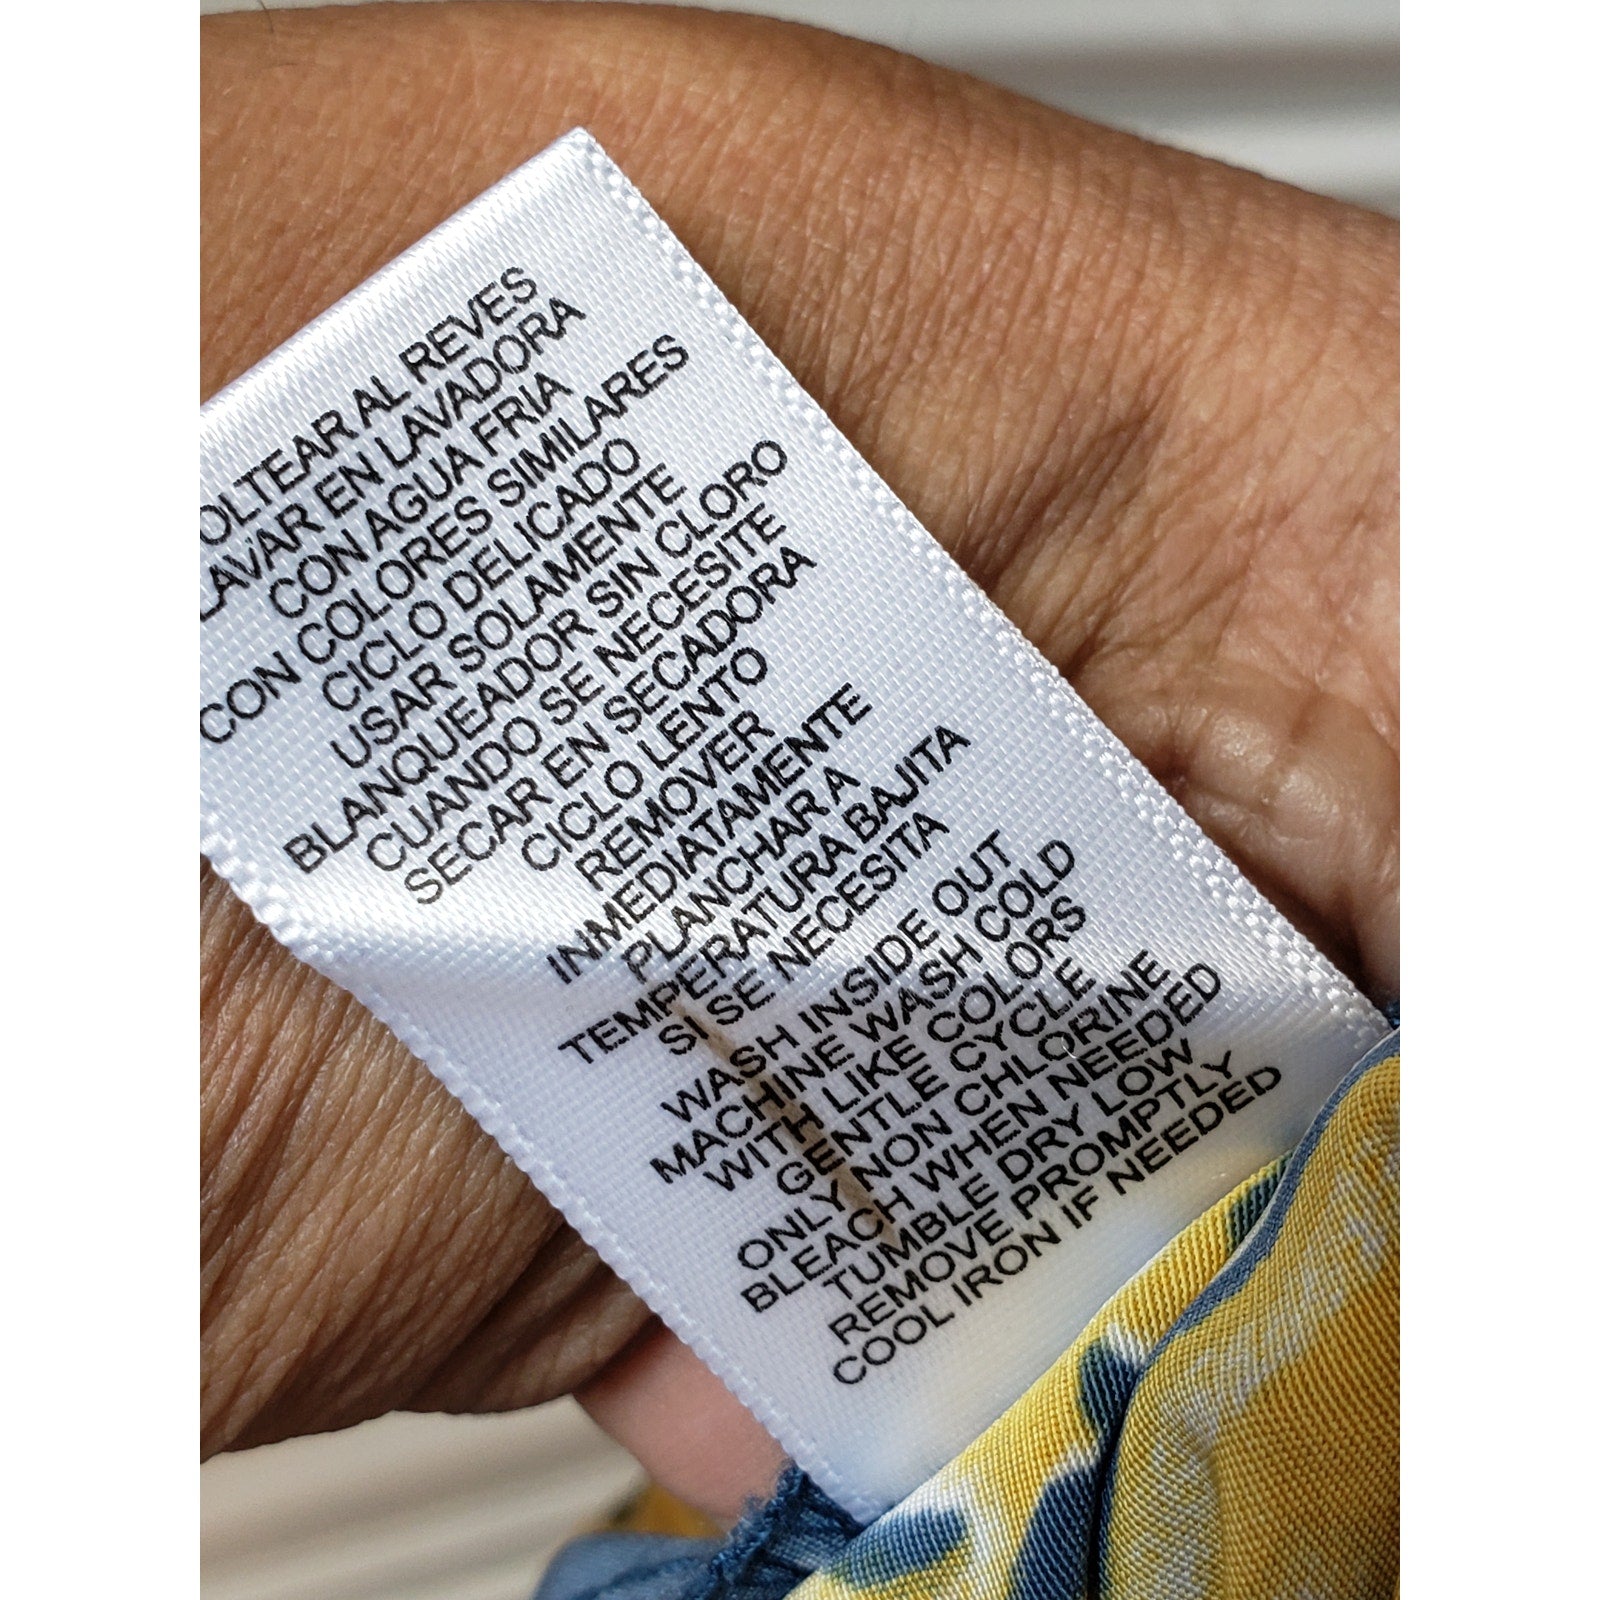 OLTEAR AL REVES
LAVAR EN LAVADORA
CON AGUA FRIA
CON COLORES SIMILARES
CICLO DELICADO
USAR SOLAMENTE
BLANQUEADOR SIN CLORO
CUANDO SE NECESITE
SECAR EN SECADORA
CICLO LENTO
REMOVER
INMEDIATAMENTE
PLANCHAR A
TEMPERATURA BAJITA
SI SE NECESITA
WASH INSIDE OUT
MACHINE WASH COLD
WITH LIKE COLORS
GENTLE CYCLE
ONLY NON CHLORINE
BLEACH WHEN NEEDED
TUMBLE DRY LOW
REMOVE PROMPTLY
COOL IRON IF NEEDED